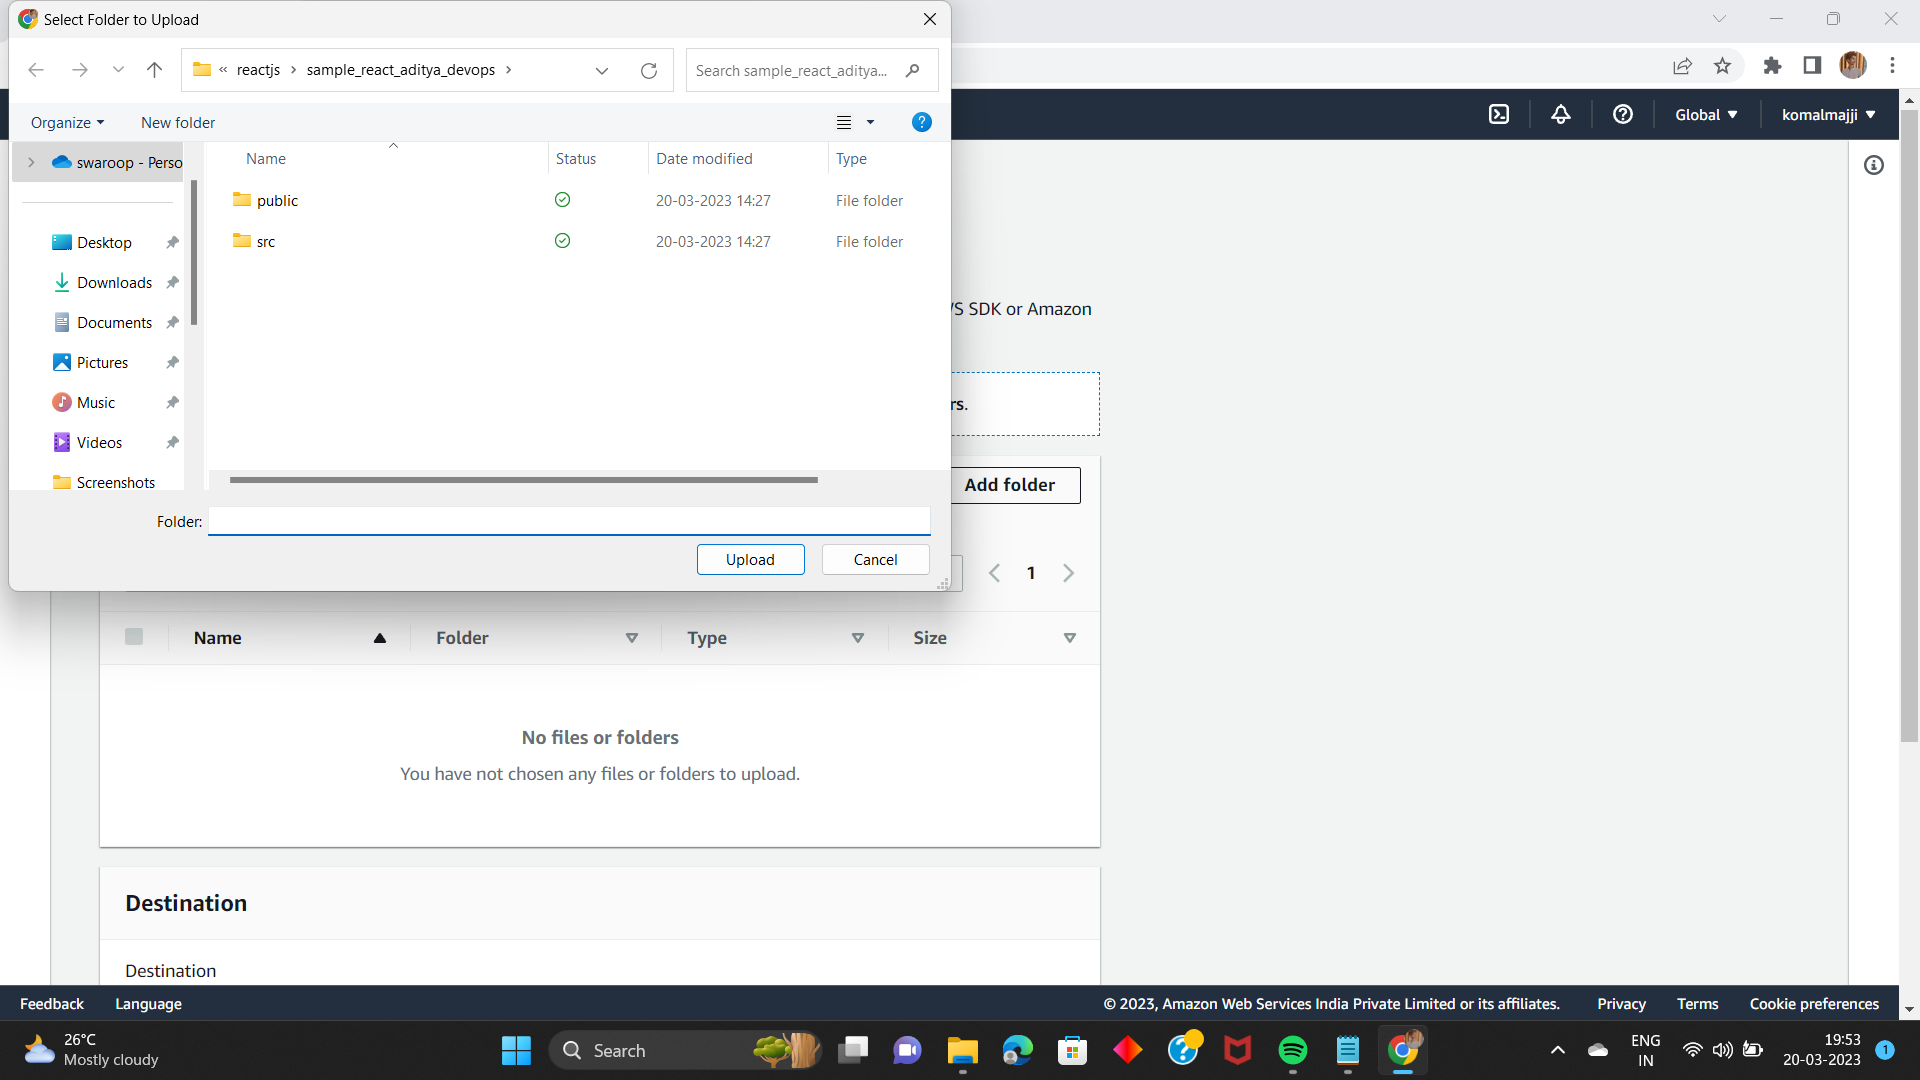 Select Folder to Upload
« reactjs › sample_react_aditya_devops ›
Search sample_react_aditya...
Organize
New folder
Global ▼
komalmajji ▼
swaroop - Perso
Name
Status
Date modified
Type
public
20-03-2023 14:27
File folder
src
20-03-2023 14:27
File folder
Desktop
Downloads
Documents
Pictures
Music
Videos
Screenshots
/S SDK or Amazon
rs.
Add folder
Folder:
Upload
Cancel
1
Name
Folder
Type
Size
No files or folders
You have not chosen any files or folders to upload.
Destination
Destination
Feedback
Language
© 2023, Amazon Web Services India Private Limited or its affiliates.
Privacy
Terms
Cookie preferences
26°C
Mostly cloudy
Search
ENG
IN
19:53
20-03-2023
1